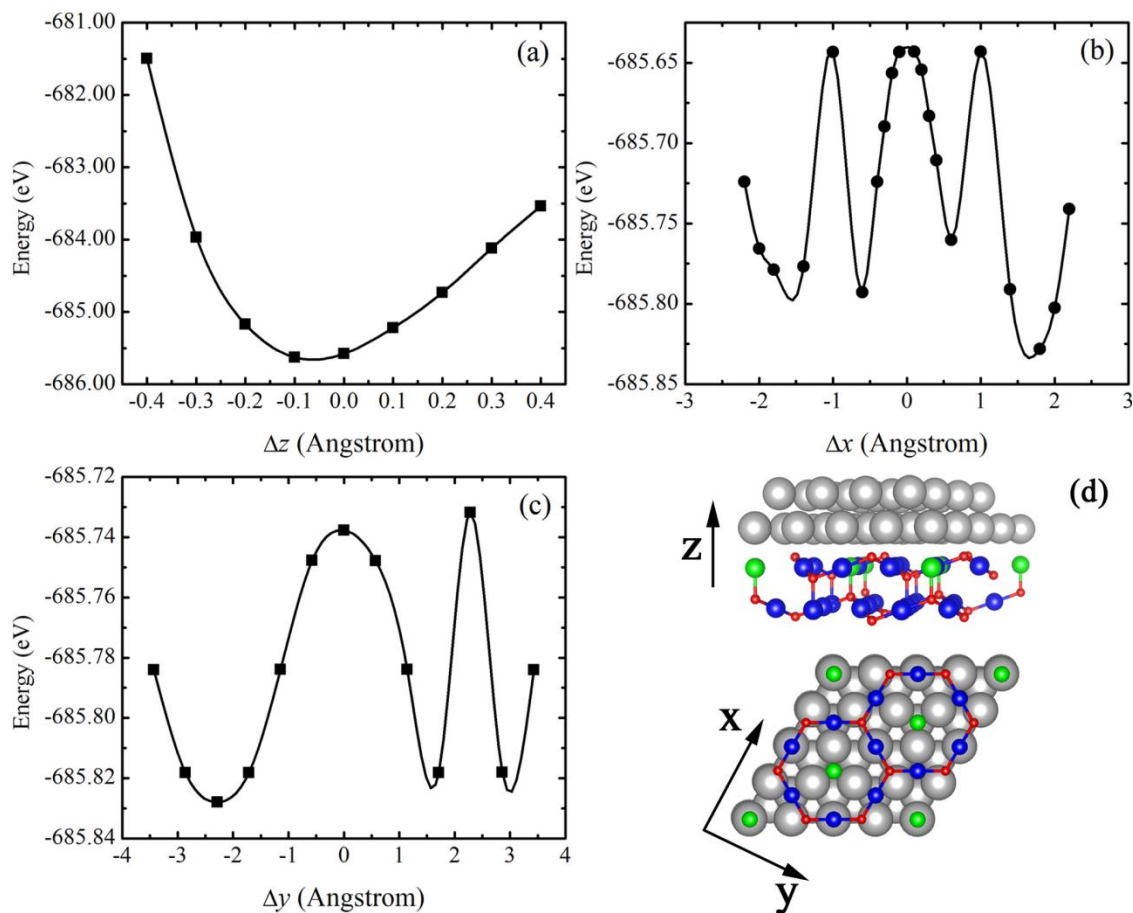 -681.00
-682.00
-683.00
-684.00
-685.00
-686.00
Energy (eV)
(a)
-0.4 -0.3 -0.2 -0.1 0.0 0.1 0.2 0.3 0.4
Δz (Angstrom)
-685.65
-685.70
-685.75
-685.80
-685.85
Energy (eV)
(b)
-3 -2 -1 0 1 2 3
Δx (Angstrom)
-685.72
-685.74
-685.76
-685.78
-685.80
-685.82
-685.84
Energy (eV)
(c)
-4 -3 -2 -1 0 1 2 3 4
Δy (Angstrom)
(d)
z
x
y